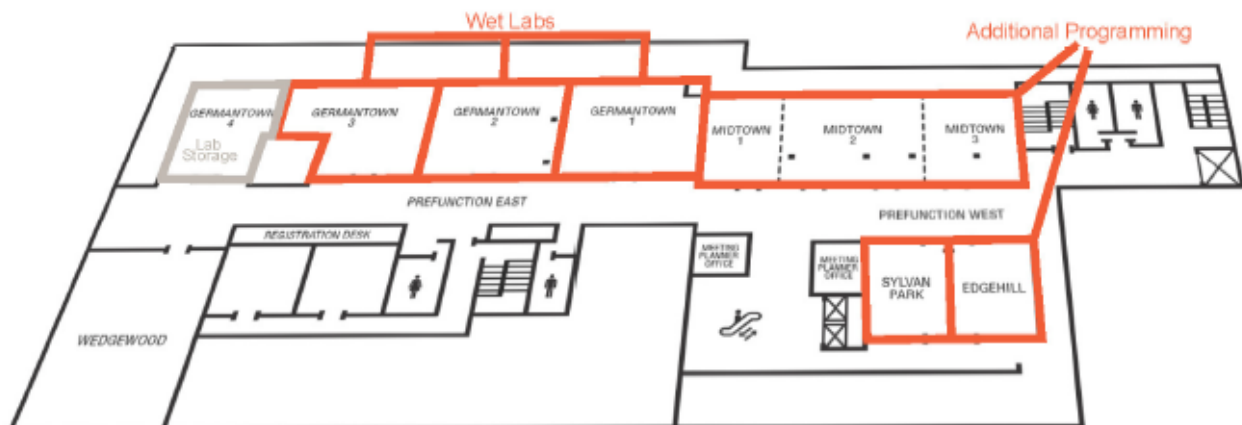 Wet Labs
Additional Programming
GERMANTOWN
4
Lab
Storage
GERMANTOWN
3
GERMANTOWN
2
GERMANTOWN
1
MIDTOWN
1
MIDTOWN
2
MIDTOWN
3
PREFUNCTION EAST
PREFUNCTION WEST
REGISTRATION DESK
MEETING
PLANNER
OFFICE
MEETING
PLANNER
OFFICE
SYLVAN
PARK
EDGEHILL
WEDGEWOOD